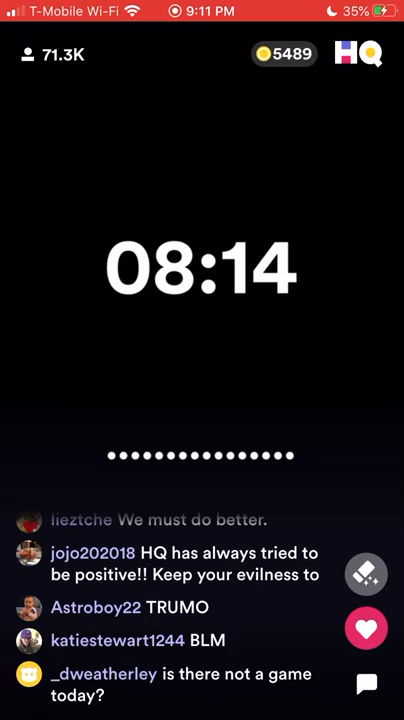 T-Mobile Wi-Fi 9:11 PM 35%
71.3K 5489 HQ
08:14
lieztche We must do better.
jojo202018 HQ has always tried to
be positive!! Keep your evilness to
Astroboy22 TRUMO
katiestewart1244 BLM
_dweatherley is there not a game
today?